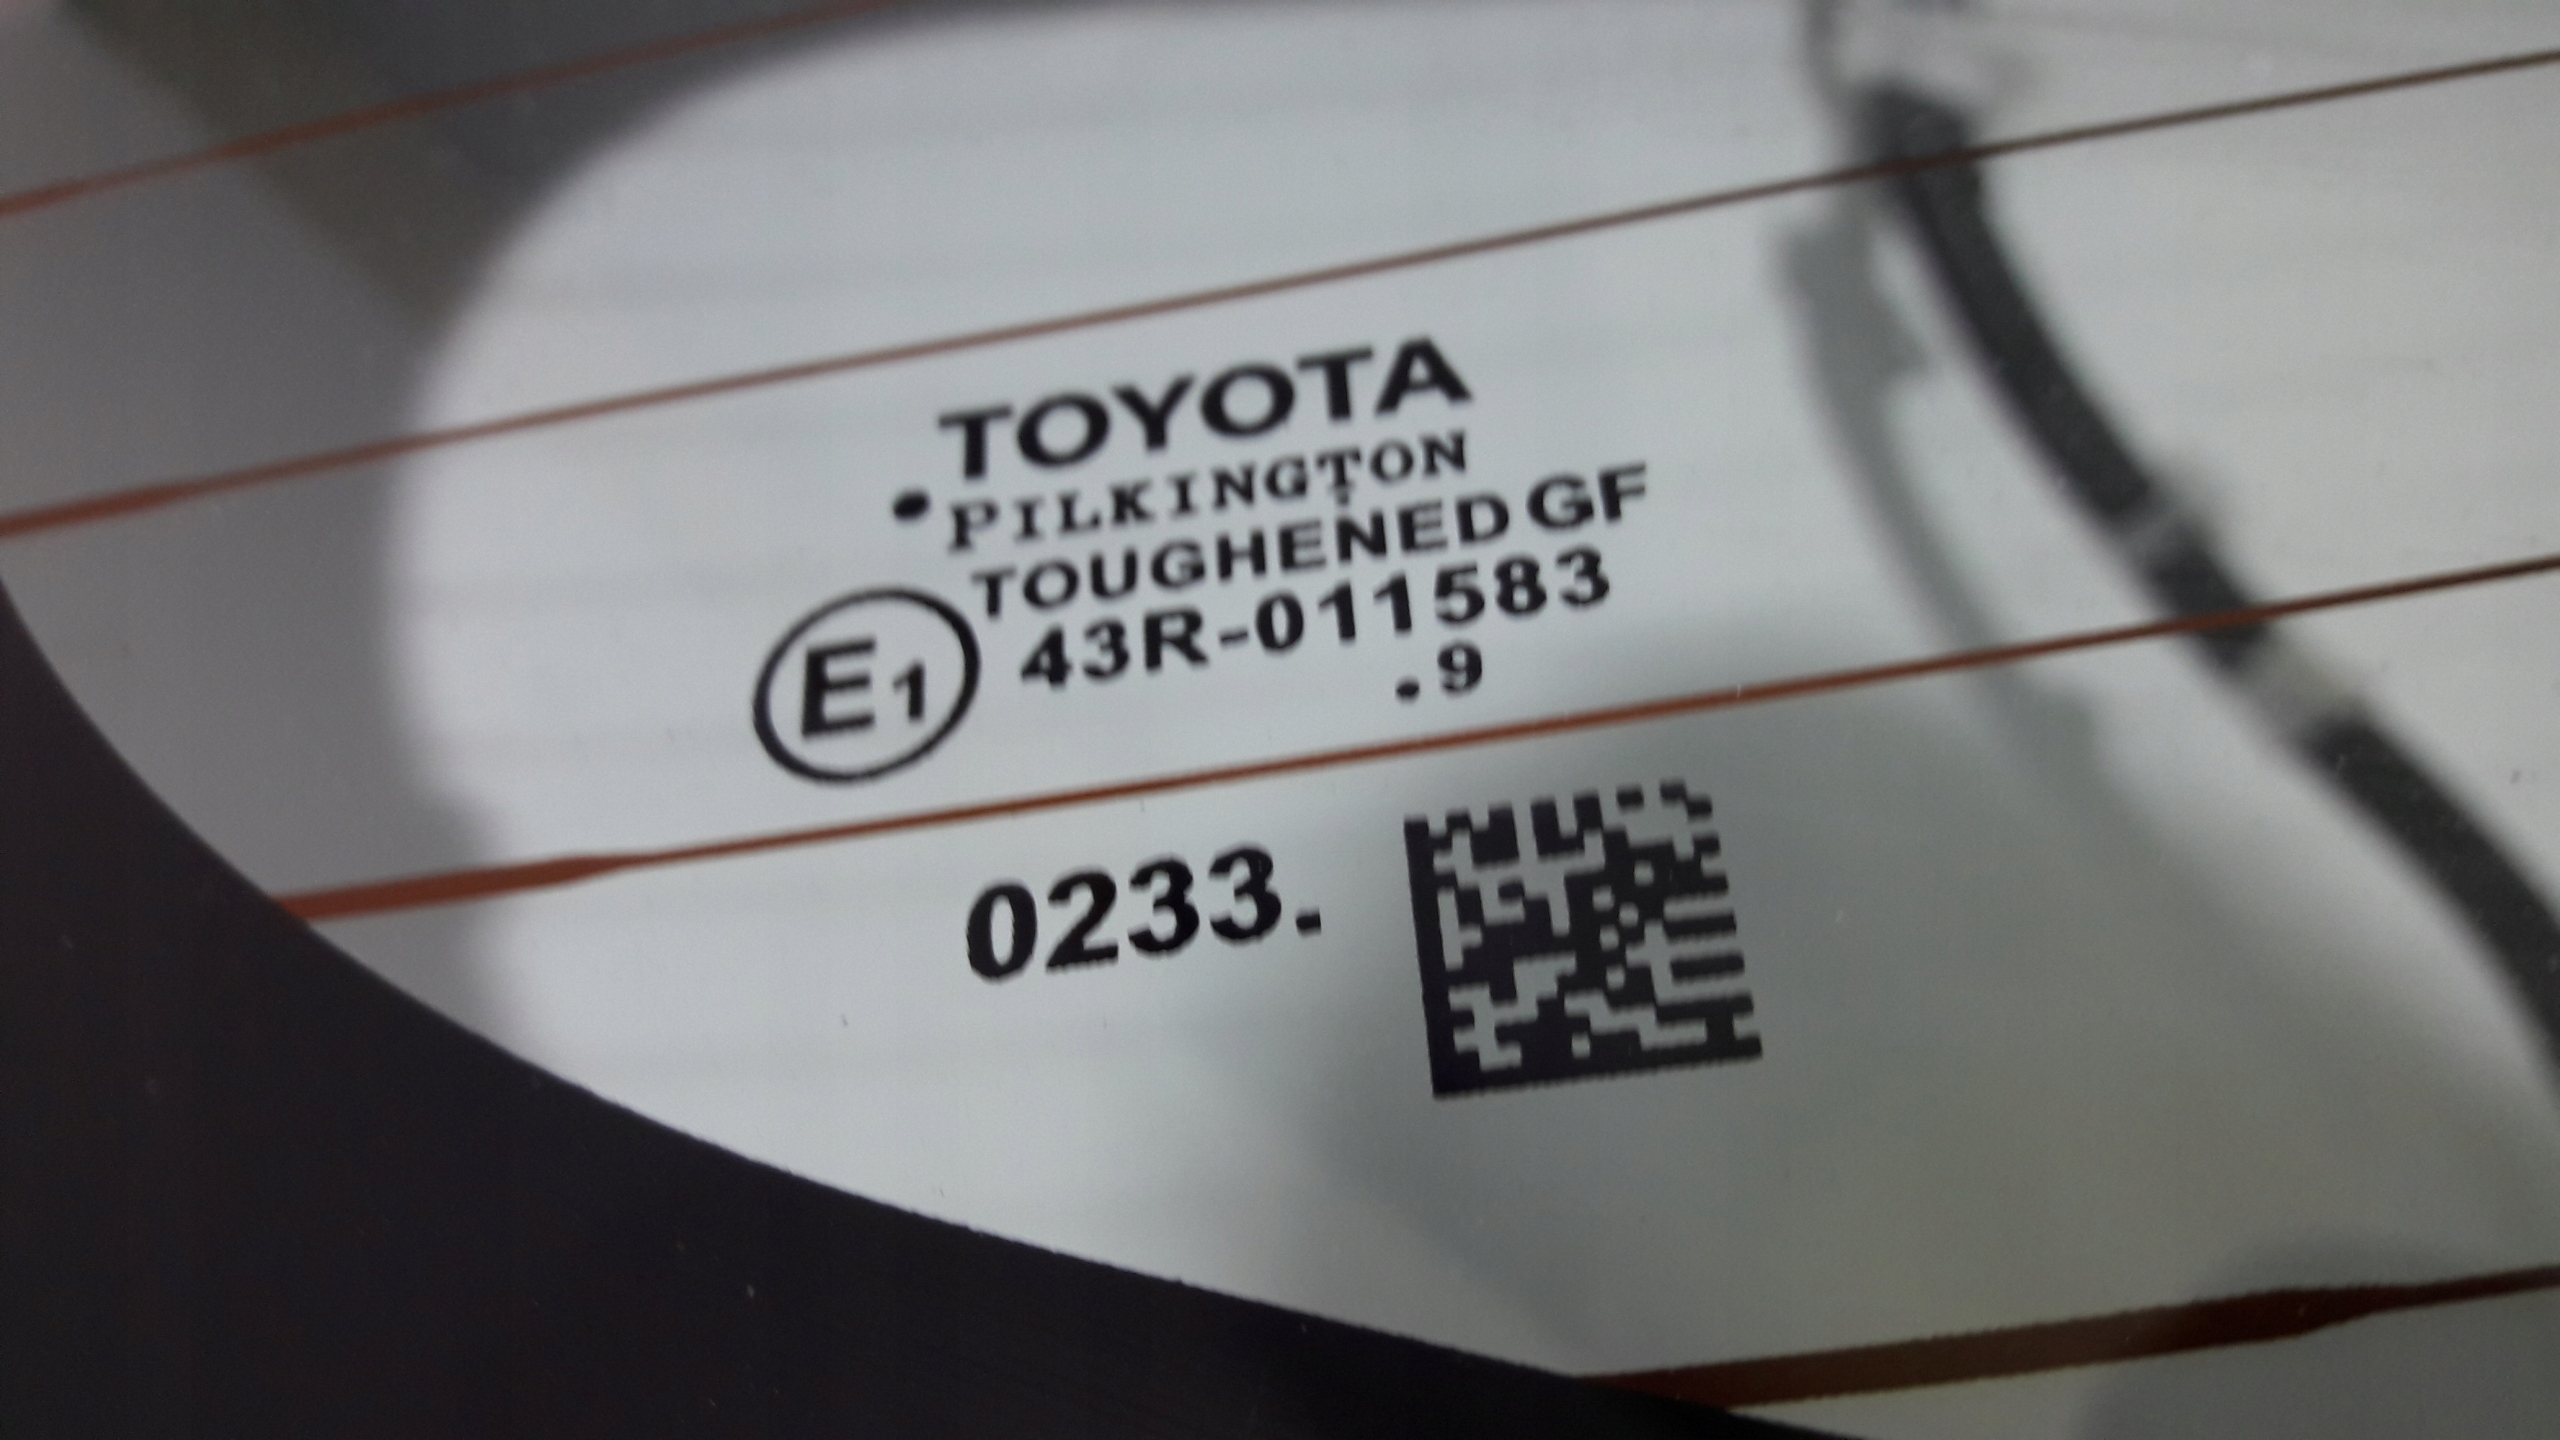 TOYOTA
•PILKINGTON
TOUGHENED GF
E1 43R-011583
.9
0233.